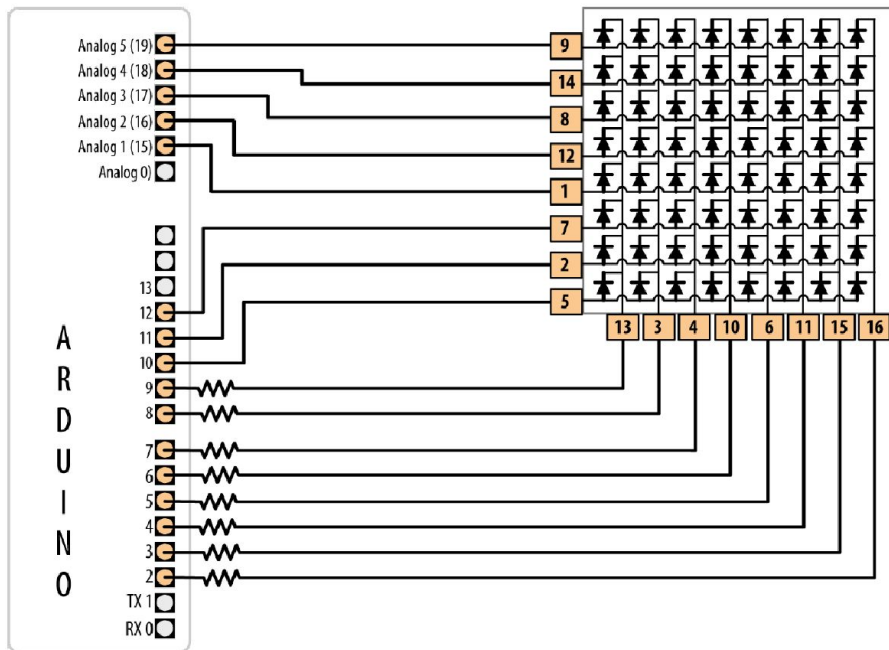 Analog 5 (19)
Analog 4 (18)
Analog 3 (17)
Analog 2 (16)
Analog 1 (15)
Analog 0)
13
12
11
10
9
8
7
6
5
4
3
2
TX 1
RX 0
ARDUINO
9
14
8
12
1
7
2
5
13 3 4 10 6 11 15 16